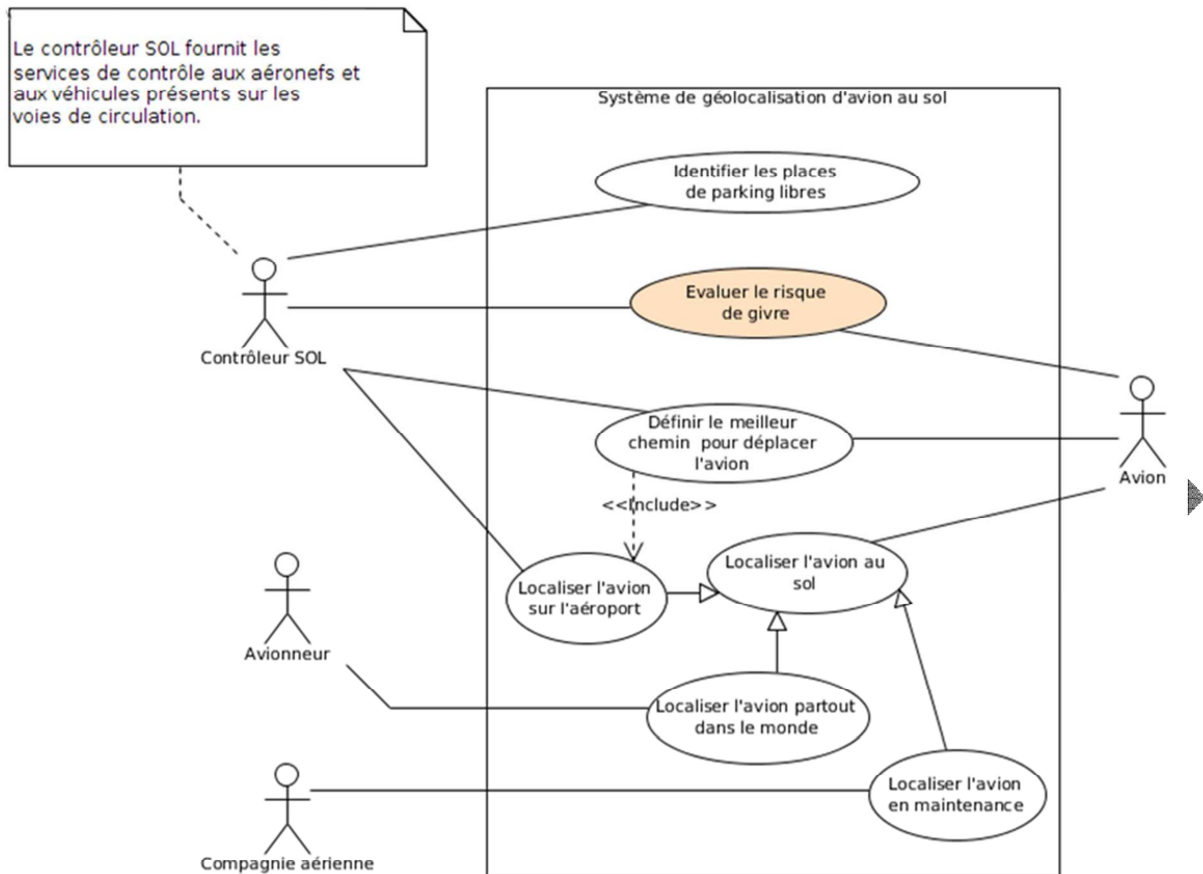 Le contrôleur SOL fournit les
services de contrôle aux aéronefs et
aux véhicules présents sur les
voies de circulation.
Système de géolocalisation d'avion au sol
Identifier les places
de parking libres
Evaluer le risque
de givre
Contrôleur SOL
Définir le meilleur
chemin pour déplacer
l'avion
Avion
<<Include>>
Localiser l'avion au
sol
Localiser l'avion
sur l'aéroport
Avionneur
Localiser l'avion partout
dans le monde
Localiser l'avion
en maintenance
Compagnie aérienne